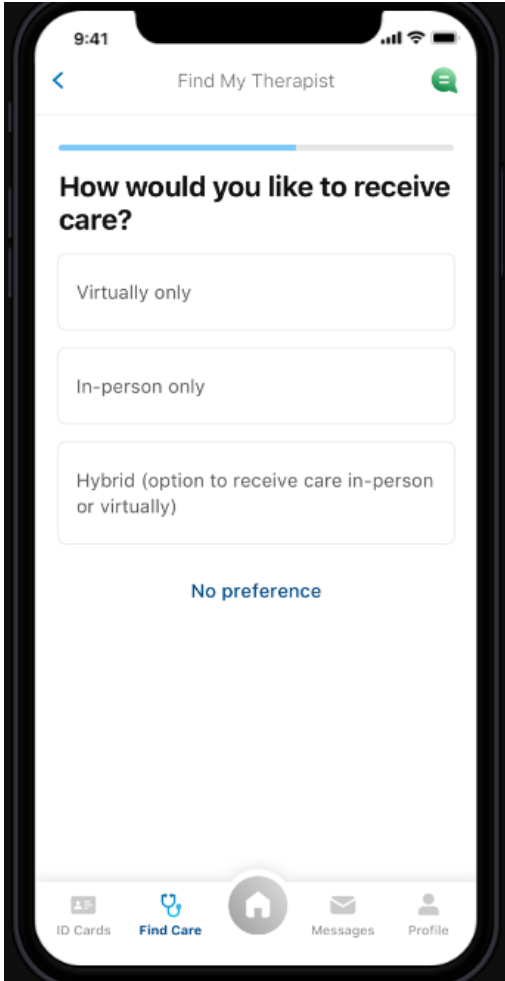 9:41
Find My Therapist
How would you like to receive
care?
Virtually only
In-person only
Hybrid (option to receive care in-person
or virtually)
No preference
ID Cards
Find Care
Messages
Profile